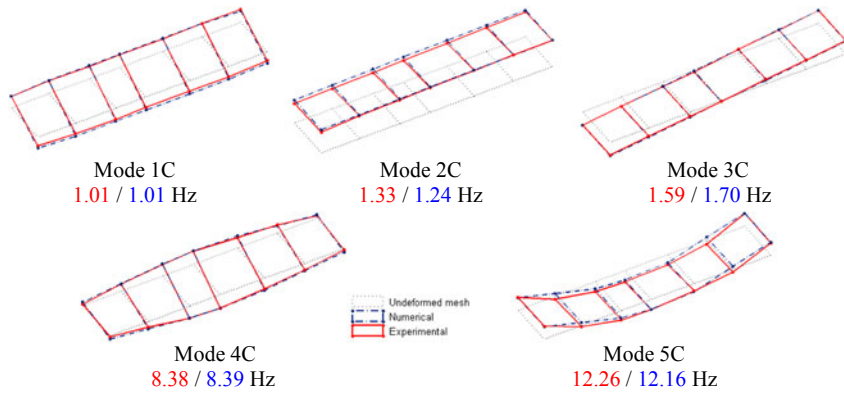 Mode 1C
1.01 / 1.01 Hz
Mode 2C
1.33 / 1.24 Hz
Mode 3C
1.59 / 1.70 Hz
Mode 4C
8.38 / 8.39 Hz
Undeformed mesh
Numerical
Experimental
Mode 5C
12.26 / 12.16 Hz